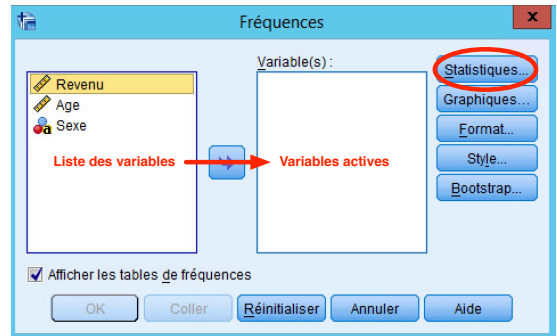 Fréquences
x
Variable(s) :
Revenu
Age
a Sexe
Liste des variables
Variables actives
Statistiques...
Graphiques...
Format...
Style...
Bootstrap...
Afficher les tables de fréquences
OK
Coller
Réinitialiser
Annuler
Aide